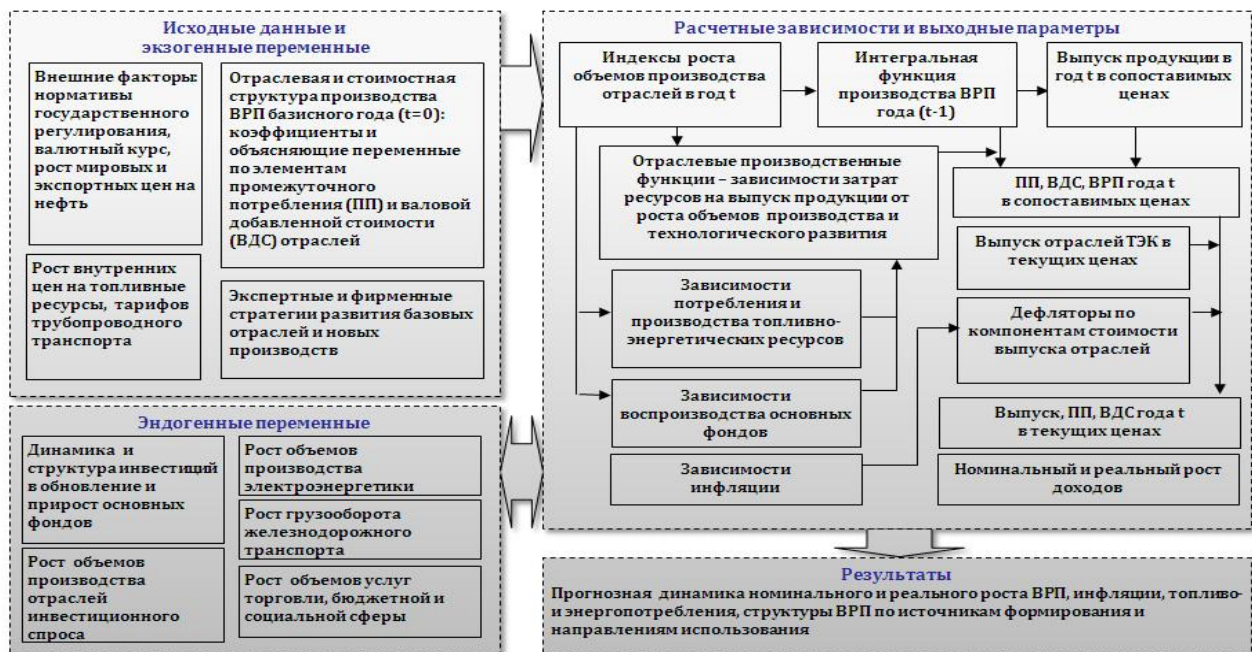 Исходные данные и
экзогенные переменные
Внешние факторы:
нормативы
государственного
регулирования,
валютный курс,
рост мировых и
экспортных цен на
нефть
Отраслевая и стоимостная
структура производства
ВРП базисного года (t=0):
коэффициенты и
объясняющие переменные
по элементам
промежуточного
потребления (ПП) и валовой
добавленной стоимости
(ВДС) отраслей
Рост внутренних
цен на топливные
ресурсы, тарифов
трубопроводного
транспорта
Экспертные и фирменные
стратегии развития базовых
отраслей и новых
производств
Эндогенные переменные
Динамика и
структура инвестиций
в обновление и
прирост основных
фондов
Рост объемов
производства
электроэнергетики
Рост грузооборота
железнодорожного
транспорта
Рост объемов
производства
отраслей
инвестиционного
спроса
Рост объемов услуг
торговли, бюджетной и
социальной сферы
Расчетные зависимости и выходные параметры
Индексы роста
объемов производства
отраслей в год t
Интегральная
функция
производства ВРП
года (t-1)
Выпуск продукции в
год t в сопоставимых
ценах
Отраслевые производственные
функции – зависимости затрат
ресурсов на выпуск продукции от
роста объемов производства и
технологического развития
ПП, ВДС, ВРП года t
в сопоставимых ценах
Выпуск отраслей ТЭК в
текущих ценах
Зависимости
потребления и
производства топливно-
энергетических ресурсов
Дефляторы по
компонентам стоимости
выпуска отраслей
Зависимости
воспроизводства основных
фондов
Выпуск, ПП, ВДС года t
в текущих ценах
Зависимости
инфляции
Номинальный и реальный рост
доходов
Результаты
Прогнозная динамика номинального и реального роста ВРП, инфляции, топливо-
и энергопотребления, структуры ВРП по источникам формирования и
направлениям использования